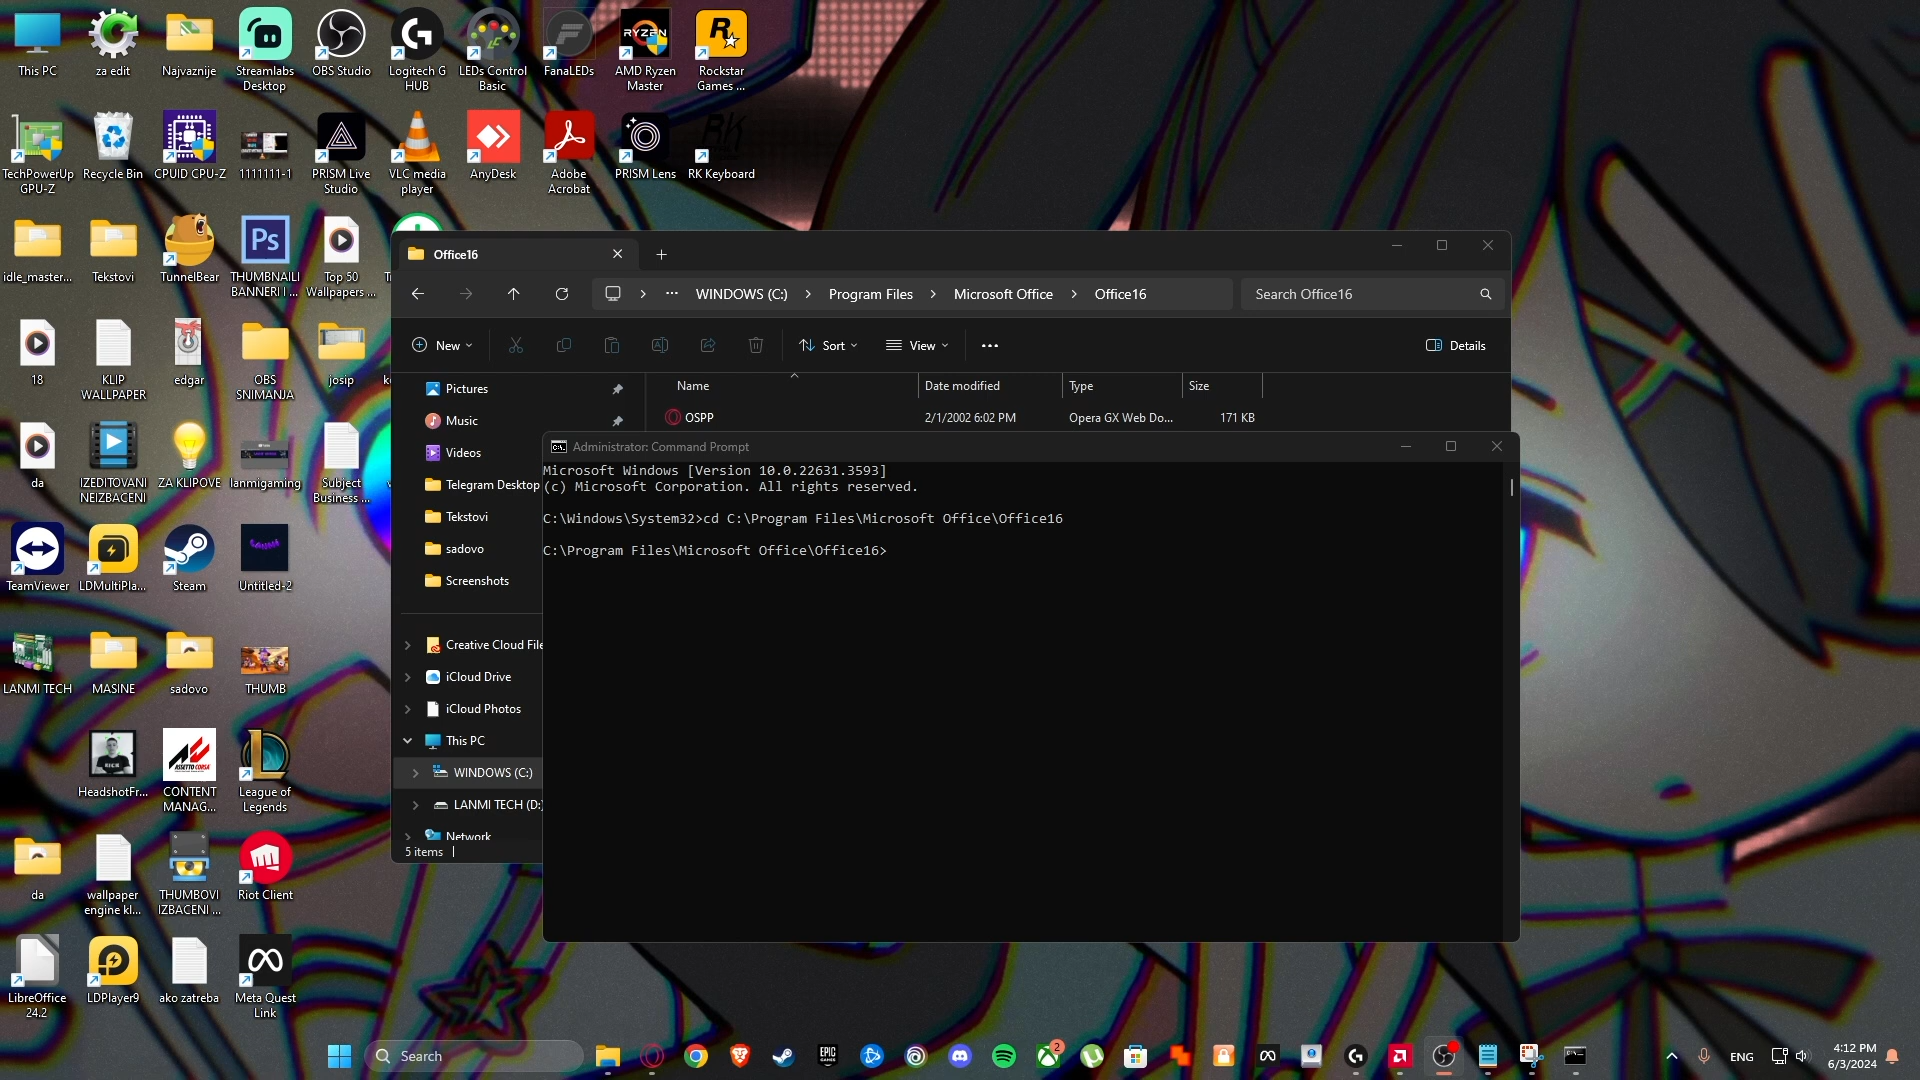 This PC
za edit
Najvaznije
Streamlabs
Desktop
OBS Studio
Logitech G
HUB
LEDs Control
Basic
FanaLEDs
RYZEN
AMD Ryzen
Master
Rockstar
Games ...
TechPowerUp
GPU-Z
Recycle Bin
CPUID CPU-Z
1111111-1
PRISM Live
Studio
VLC media
player
AnyDesk
Adobe
Acrobat
PRISM Lens
RK
RK Keyboard
idle_master...
Tekstovi
TunnelBear
Ps
THUMBNAILI
BANNERI I ...
Top 50
Wallpapers ...
18
KLIP
WALLPAPER
edgar
OBS
SNIMANJA
josip
da
IZEDITOVANI
NEIZBACENI
ZA KLIPOVE
lanmigaming
Subject
Business ...
TeamViewer
LDMultiPla...
Steam
Untitled-2
LANMI TECH
MASINE
sadovo
THUMB
HeadshotFr...
ASSETTO CORSA
CONTENT
MANAG...
League of
Legends
da
wallpaper
engine kl...
THUMBOVI
IZBACENI ...
Riot Client
LibreOffice
24.2
LDPlayer9
ako zatreba
Meta Quest
Link
Office16
WINDOWS (C:)
Program Files
Microsoft Office
Office16
Search Office16
New
Sort
View
Details
Name
Date modified
Type
Size
OSPP
2/1/2002 6:02 PM
Opera GX Web Do...
171 KB
Pictures
Music
Videos
Telegram Desktop
Tekstovi
sadovo
Screenshots
Creative Cloud File
iCloud Drive
iCloud Photos
This PC
WINDOWS (C:)
LANMI TECH (D:)
Network
5 items
Administrator: Command Prompt
Microsoft Windows [Version 10.0.22631.3593]
(c) Microsoft Corporation. All rights reserved.
C:\Windows\System32>cd C:\Program Files\Microsoft Office\Office16
C:\Program Files\Microsoft Office\Office16>
Search
EPIC
GAMES
2
ENG
4:12 PM
6/3/2024